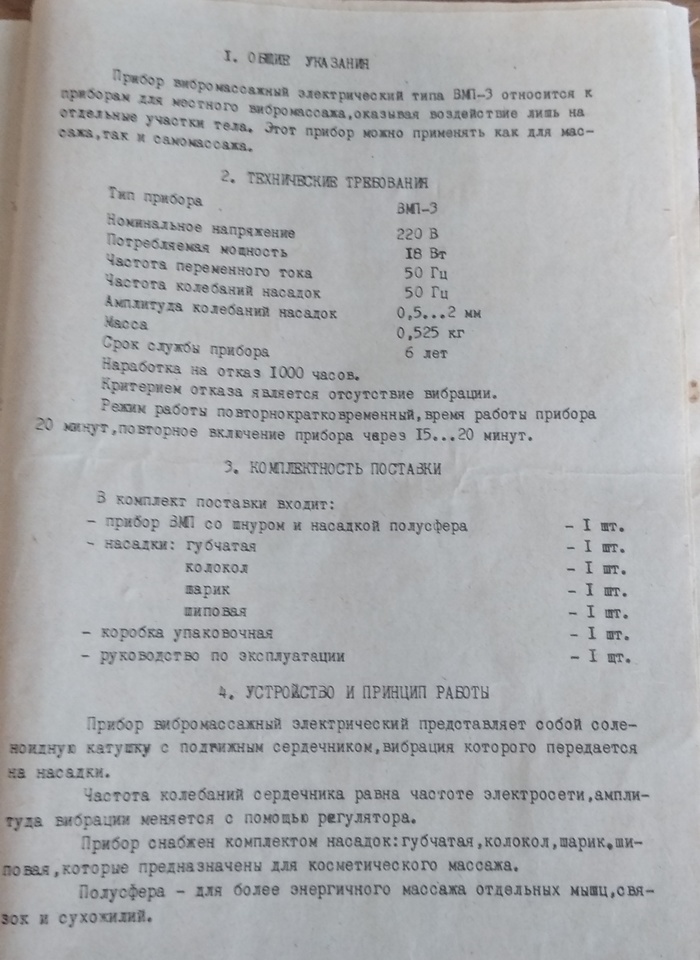 I. ОБЩИЕ УКАЗАНИЯ
Прибор вибромассажный электрический типа ВМП-3 относится к
приборам для местного вибромассажа,оказывая воздействие лишь на
отдельные участки тела. Этот прибор можно применять как для мас-
сажа,так и самомассажа.
2. ТЕХНИЧЕСКИЕ ТРЕБОВАНИЯ
Тип прибора ВМП-3
Номинальное напряжение 220 В
Потребляемая мощность I8 Вт
Частота переменного тока 50 Гц
Частота колебаний насадок 50 Гц
Амплитуда колебаний насадок 0,5...2 мм
Масса 0,525 кг
Срок службы прибора 6 лет
Наработка на отказ I000 часов.
Критерием отказа является отсутствие вибрации.
Режим работы повторнократковременный,время работы прибора
20 минут,повторное включение прибора через I5...20 минут.
3. КОМПЛЕКТНОСТЬ ПОСТАВКИ
В комплект поставки входит:
- прибор ВМП со шнуром и насадкой полусфера - I шт.
- насадки: губчатая - I шт.
колокол - I шт.
шарик - I шт.
шиповая - I шт.
- коробка упаковочная - I шт.
- руководство по эксплуатации - I щт.
4. УСТРОЙСТВО И ПРИНЦИП РАБОТЫ
Прибор вибромассажный электрический представляет собой соле-
ноидную катушку с подвижным сердечником,вибрация которого передается
на насадки.
Частота колебаний сердечника равна частоте электросети,ампли-
туда вибрации меняется с помощью регулятора.
Прибор снабжен комплектом насадок:губчатая,колокол,шарик,ши-
повая,которые предназначены для косметического массажа.
Полусфера - для более энергичного массажа отдельных мышц,свя-
зок и сухожилий.